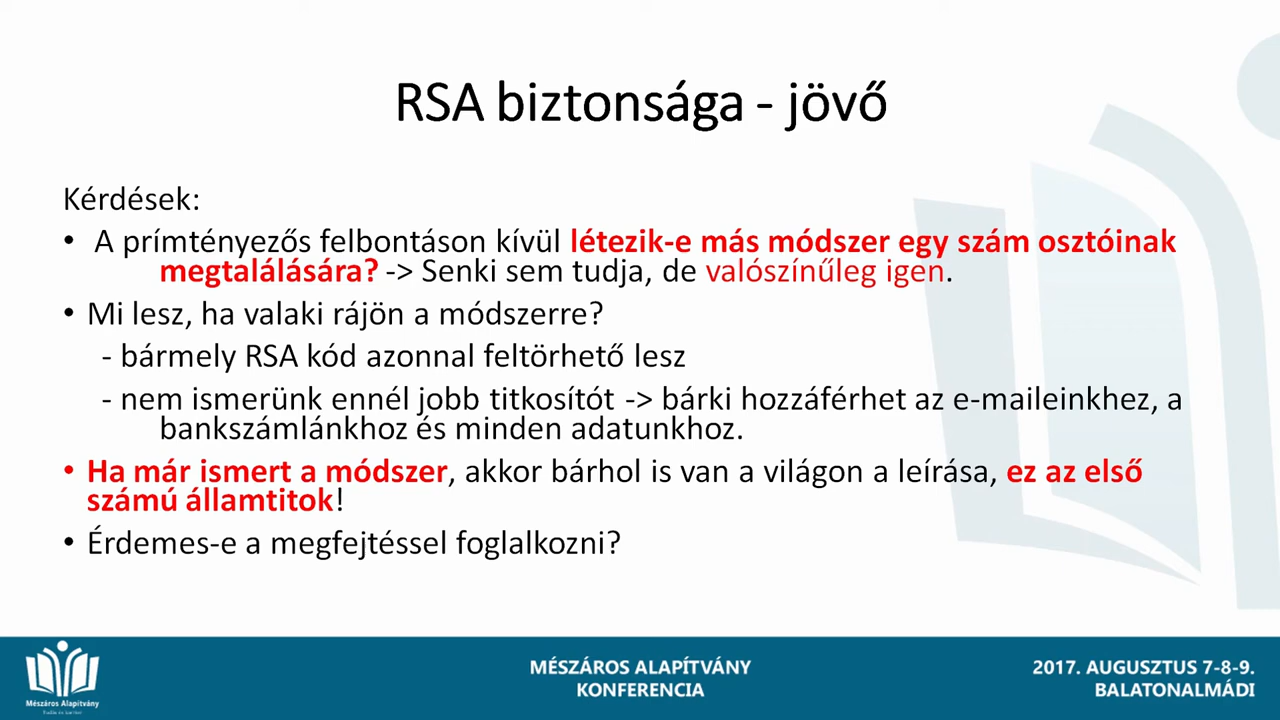 RSA biztonsága - jövő
Kérdések:
• A prímtényezős felbontáson kívül létezik-e más módszer egy szám osztóinak
megtalálására? -> Senki sem tudja, de valószínűleg igen.
• Mi lesz, ha valaki rájön a módszerre?
- bármely RSA kód azonnal feltörhető lesz
- nem ismerünk ennél jobb titkosítót -> bárki hozzáférhet az e-maileinkhez, a
bankszámlánkhoz és minden adatunkhoz.
• Ha már ismert a módszer, akkor bárhol is van a világon a leírása, ez az első
számú államtitok!
• Érdemes-e a megfejtéssel foglalkozni?
Mészáros Alapítvány
MÉSZÁROS ALAPÍTVÁNY
KONFERENCIA
2017. AUGUSZTUS 7-8-9.
BALATONALMÁDI